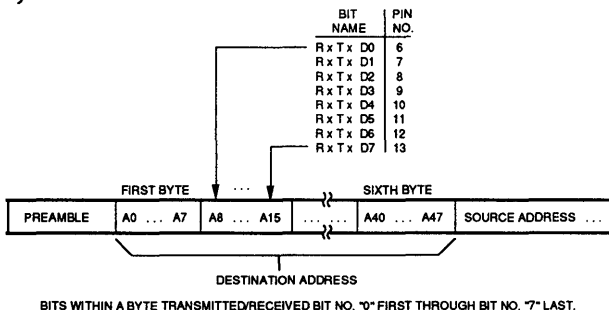 BIT NAME PIN NO.
RxTx D0 6
RxTx D1 7
RxTx D2 8
RxTx D3 9
RxTx D4 10
RxTx D5 11
RxTx D6 12
RxTx D7 13
FIRST BYTE ... SIXTH BYTE
PREAMBLE A0 ... A7 A8 ... A15 ... ... A40 ... A47 SOURCE ADDRESS ...
DESTINATION ADDRESS
BITS WITHIN A BYTE TRANSMITTED/RECEIVED BIT NO. "0" FIRST THROUGH BIT NO. "7" LAST.